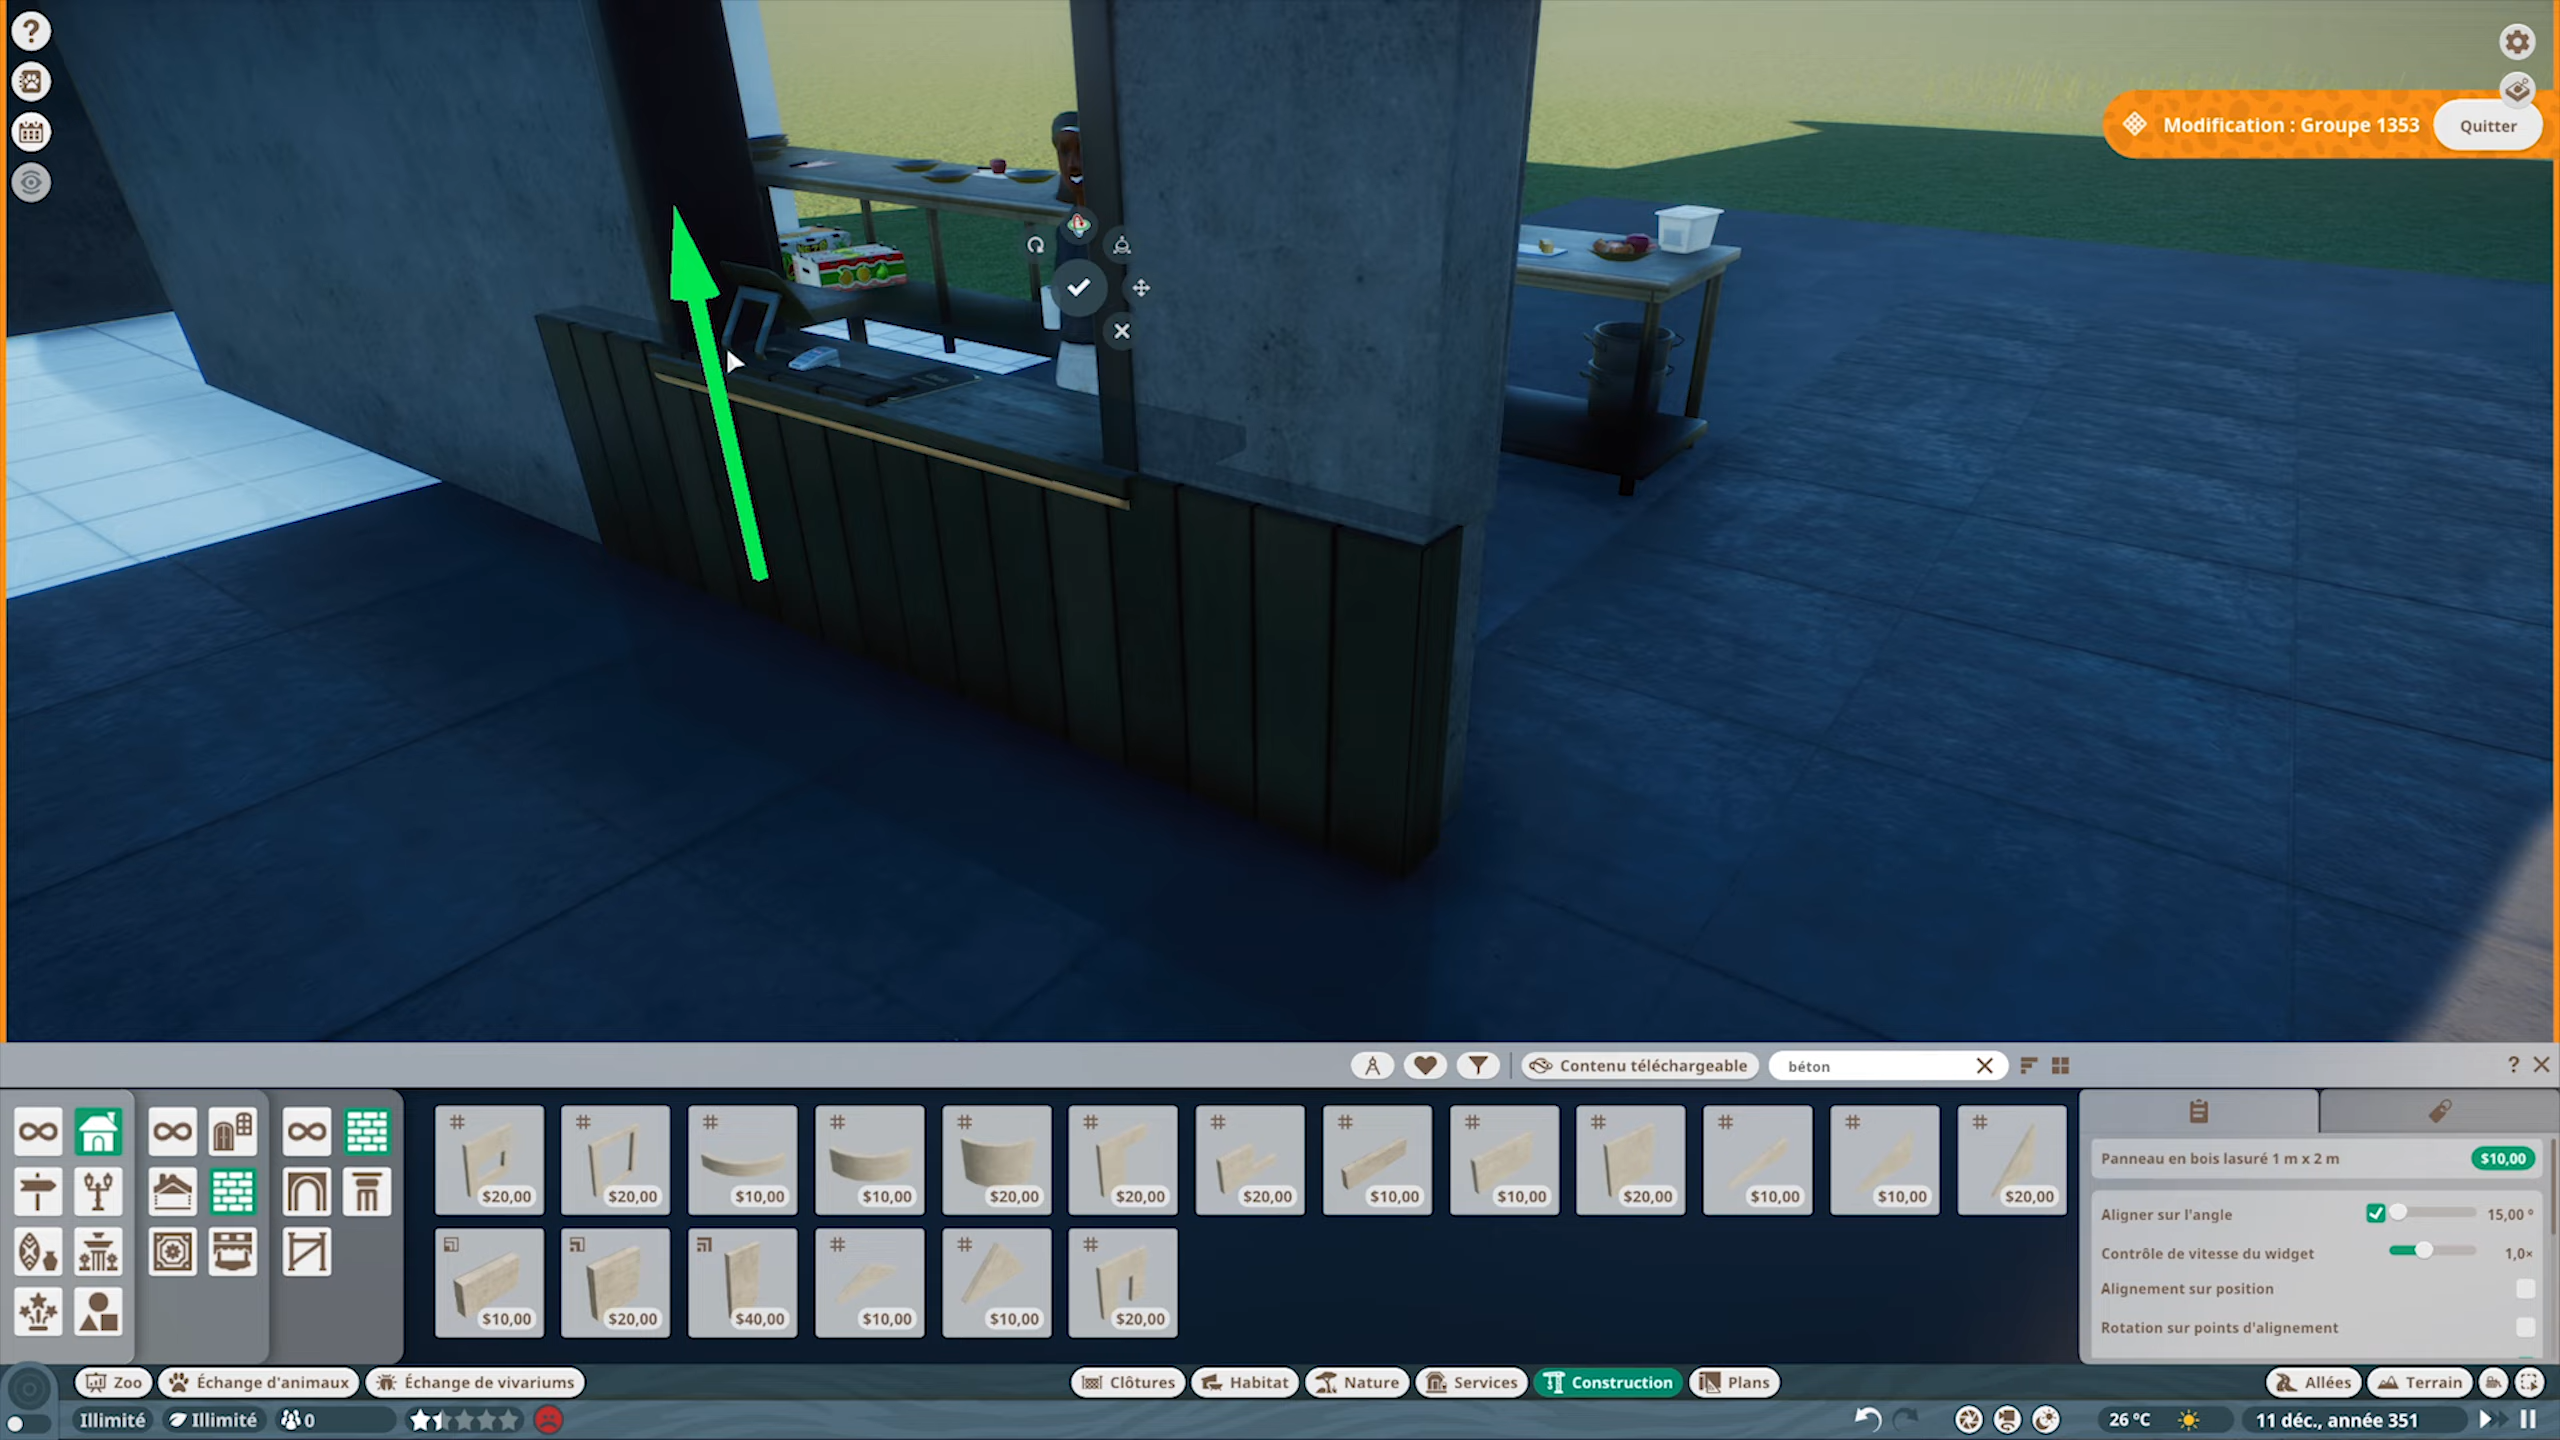 Modification : Groupe 1353
Quitter
Contenu téléchargeable
béton
$20,00
$20,00
$10,00
$10,00
$20,00
$20,00
$20,00
$10,00
$10,00
$20,00
$10,00
$10,00
$20,00
$10,00
$20,00
$40,00
$10,00
$10,00
$20,00
Panneau en bois lasuré 1 m x 2 m
$10,00
Aligner sur l'angle
15,00 °
Contrôle de vitesse du widget
1,0×
Alignement sur position
Rotation sur points d'alignement
Zoo
Échange d'animaux
Échange de vivariums
Clôtures
Habitat
Nature
Services
Construction
Plans
Allées
Terrain
Illimité
Illimité
0
26 °C
11 déc., année 351